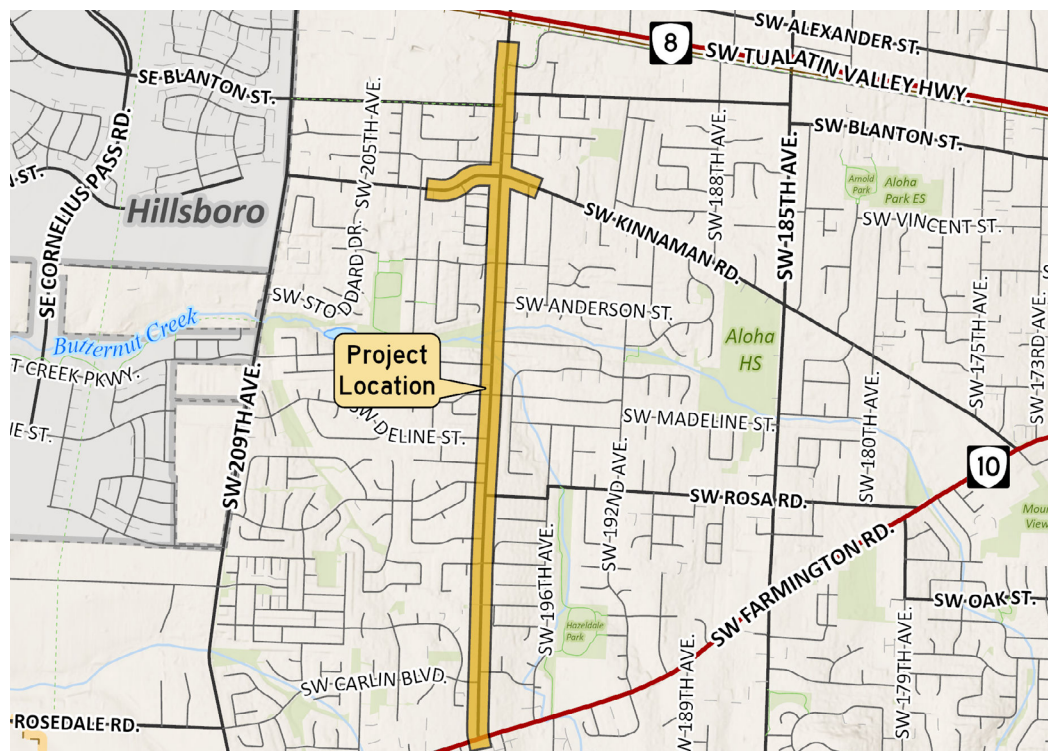 SW ALEXANDER ST.
8
SW TUALATIN VALLEY HWY.
SE BLANTON ST.
SW BLANTON ST.
SE CORNELIUS PASS RD.
SW 205TH AVE.
SW 188TH AVE.
SW 185TH AVE.
Arnold
Park
Aloha
Park ES
N ST.
Hillsboro
SW KINNAMAN RD.
SW VINCENT ST.
SW STODDARD DR.
SW ANDERSON ST.
Butternut Creek
Project
Location
Aloha
HS
SW 175TH AVE.
SW 173RD AVE.
T CREEK PKWY.
SW 209TH AVE.
SW DELINE ST.
SW MADELINE ST.
SW 180TH AVE.
NE ST.
10
SW 192ND AVE.
SW ROSA RD.
Moun
View
SW 196TH AVE.
SW FARMINGTON RD.
SW OAK ST.
Hazeldale
Park
SW 189TH AVE.
SW 179TH AVE.
SW CARLIN BLVD.
ROSEDALE RD.